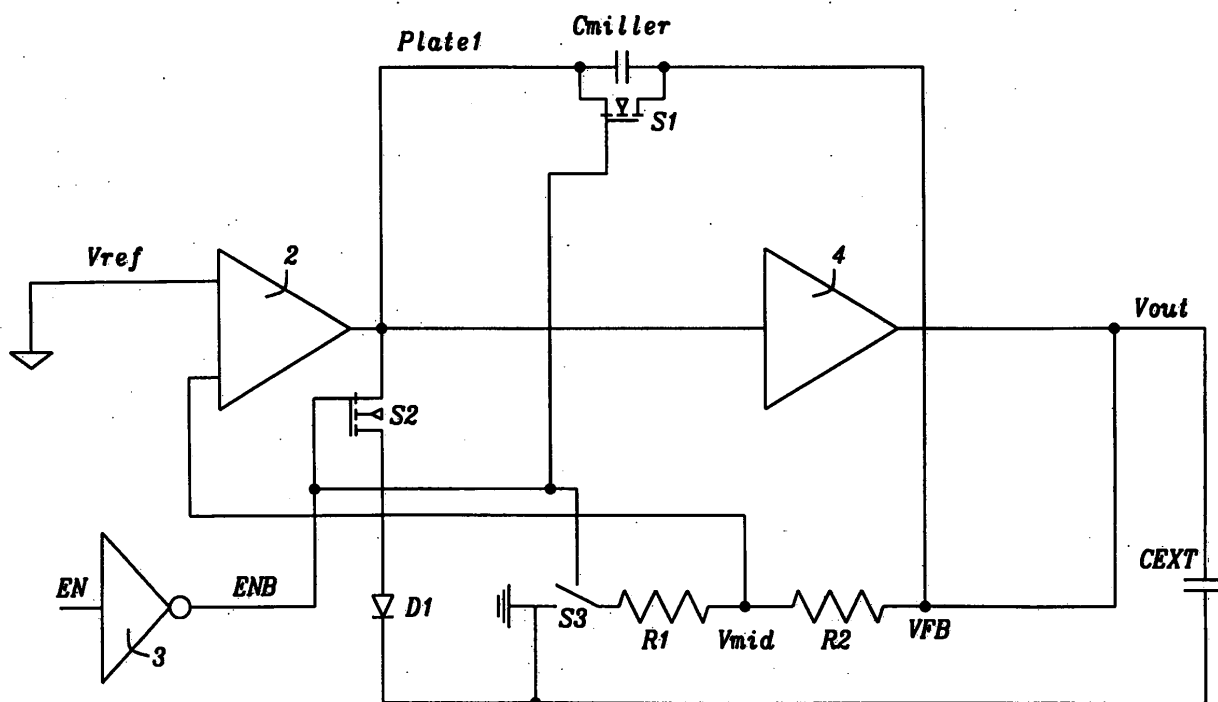 Cmiller
Plate1
S1
Vref
2
4
Vout
S2
CEXT
EN
ENB
D1
S3
R1
Vmid
R2
VFB
3